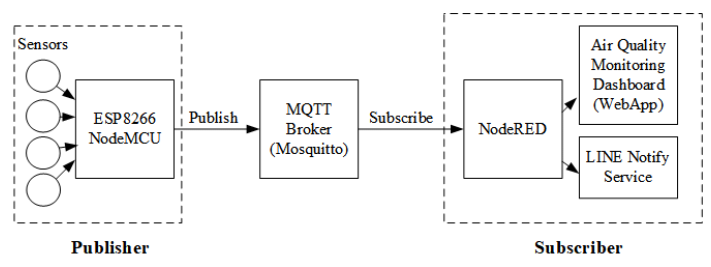 Sensors
ESP8266
NodeMCU
Publish
MQTT
Broker
(Mosquitto)
Subscribe
NodeRED
Air Quality
Monitoring
Dashboard
(WebApp)
LINE Notify
Service
Publisher
Subscriber